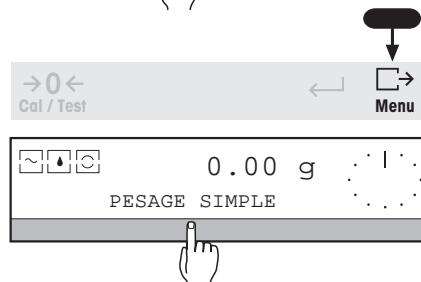 →0←
Cal / Test
Menu
0.00 g
PESAGE SIMPLE